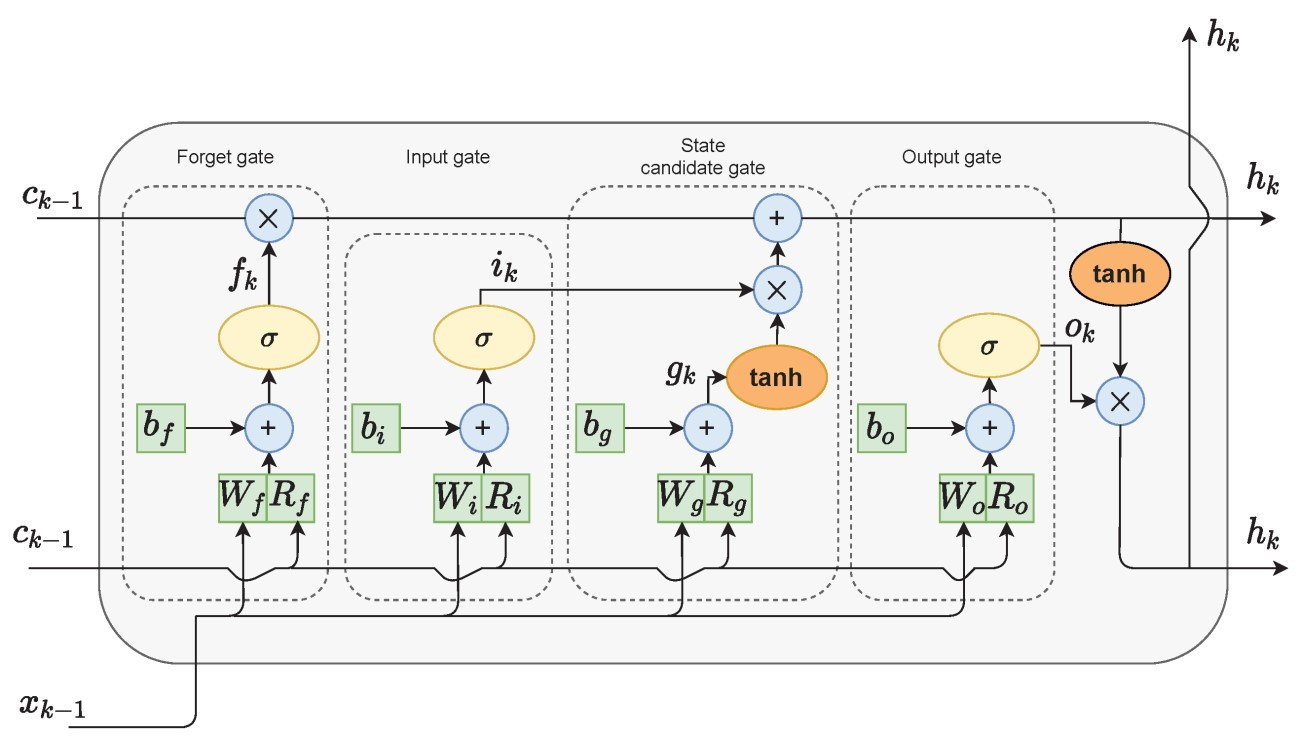 h_k
Forget gate
Input gate
State
candidate gate
Output gate
c_{k-1}
×
+
h_k
f_k
i_k
×
tanh
σ
σ
g_k
tanh
σ
o_k
×
b_f
+
b_i
+
b_g
+
b_o
+
W_f R_f
W_i R_i
W_g R_g
W_o R_o
c_{k-1}
h_k
x_{k-1}